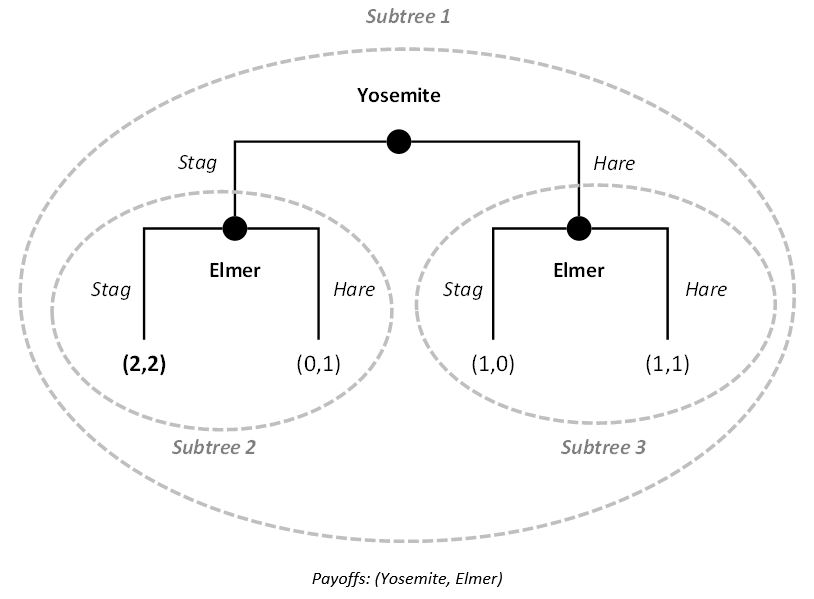 Subtree 1
Yosemite
Stag
Hare
Elmer
Elmer
Stag
Hare
Stag
Hare
(2,2)
(0,1)
(1,0)
(1,1)
Subtree 2
Subtree 3
Payoffs: (Yosemite, Elmer)